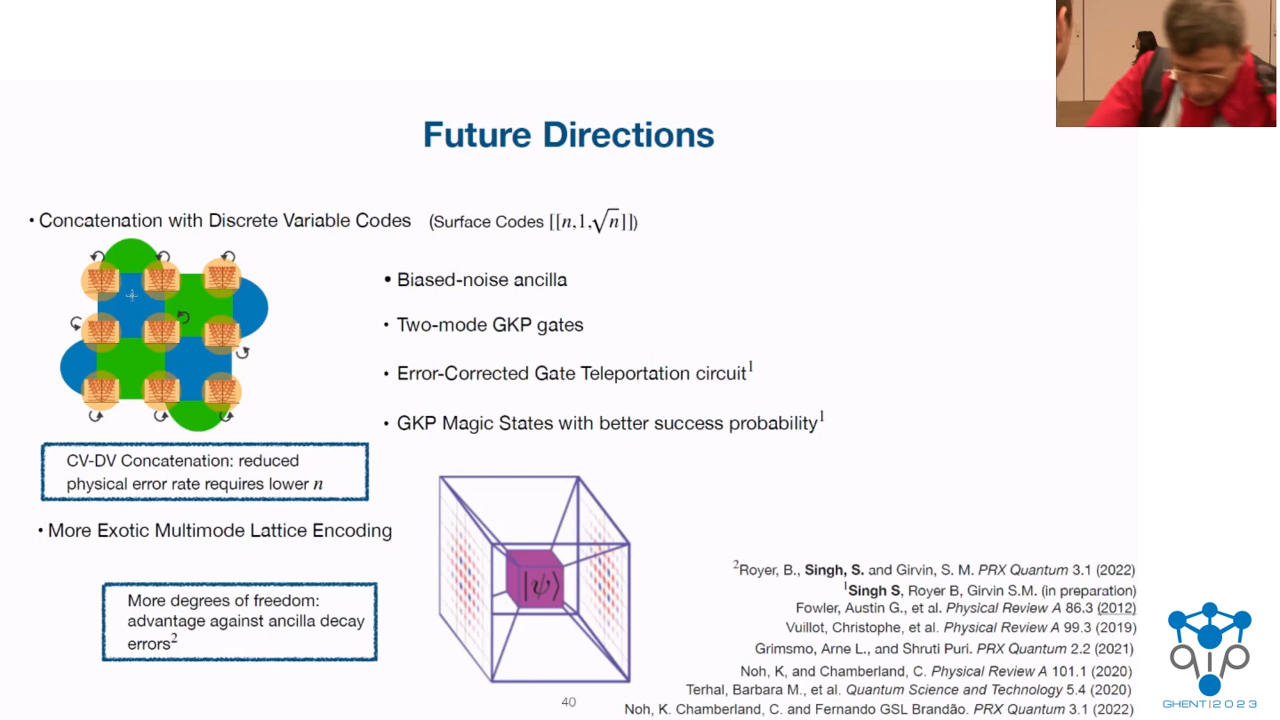 Future Directions
• Concatenation with Discrete Variable Codes (Surface Codes [[n,1,√n]])
• Biased-noise ancilla
• Two-mode GKP gates
• Error-Corrected Gate Teleportation circuit¹
• GKP Magic States with better success probability¹
CV-DV Concatenation: reduced
physical error rate requires lower n
• More Exotic Multimode Lattice Encoding
More degrees of freedom:
advantage against ancilla decay
errors²
|ψ⟩
²Royer, B., Singh, S. and Girvin, S. M. PRX Quantum 3.1 (2022)
¹Singh S, Royer B, Girvin S.M. (in preparation)
Fowler, Austin G., et al. Physical Review A 86.3 (2012)
Vuillot, Christophe, et al. Physical Review A 99.3 (2019)
Grimsmo, Arne L., and Shruti Puri. PRX Quantum 2.2 (2021)
Noh, K, and Chamberland, C. Physical Review A 101.1 (2020)
Terhal, Barbara M., et al. Quantum Science and Technology 5.4 (2020)
Noh, K. Chamberland, C. and Fernando GSL Brandão. PRX Quantum 3.1 (2022)
40
qip
GHENT|2023